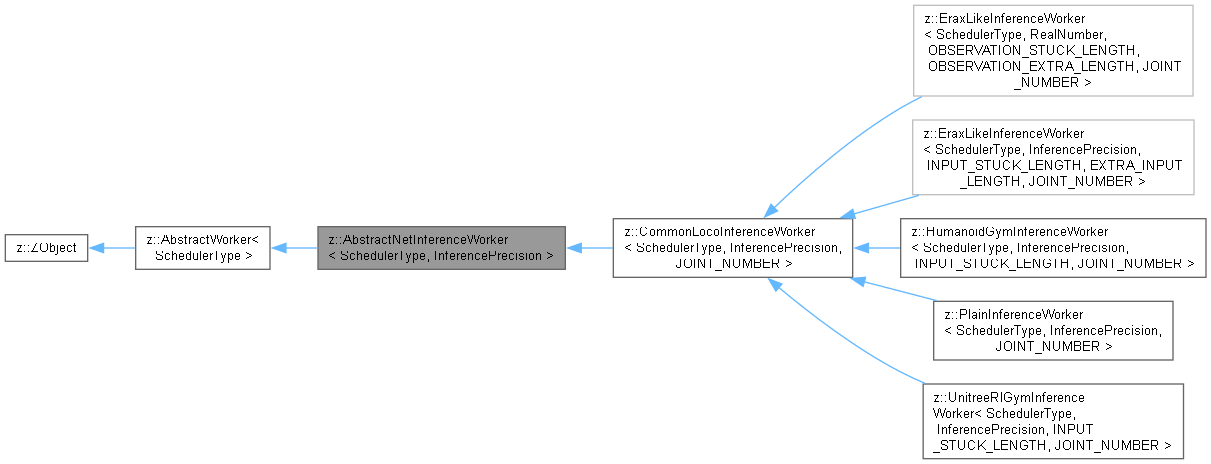 z::ZObject
z::AbstractWorker<
SchedulerType >
z::AbstractNetInferenceWorker
< SchedulerType, InferencePrecision >
z::CommonLocoInferenceWorker
< SchedulerType, InferencePrecision,
JOINT_NUMBER >
z::EraxLikeInferenceWorker
< SchedulerType, RealNumber,
OBSERVATION_STUCK_LENGTH,
OBSERVATION_EXTRA_LENGTH, JOINT
_NUMBER >
z::EraxLikeInferenceWorker
< SchedulerType, InferencePrecision,
INPUT_STUCK_LENGTH, EXTRA_INPUT
_LENGTH, JOINT_NUMBER >
z::HumanoidGymInferenceWorker
< SchedulerType, InferencePrecision,
INPUT_STUCK_LENGTH, JOINT_NUMBER >
z::PlainInferenceWorker
< SchedulerType, InferencePrecision,
JOINT_NUMBER >
z::UnitreeRlGymInference
Worker< SchedulerType,
InferencePrecision, INPUT
_STUCK_LENGTH, JOINT_NUMBER >